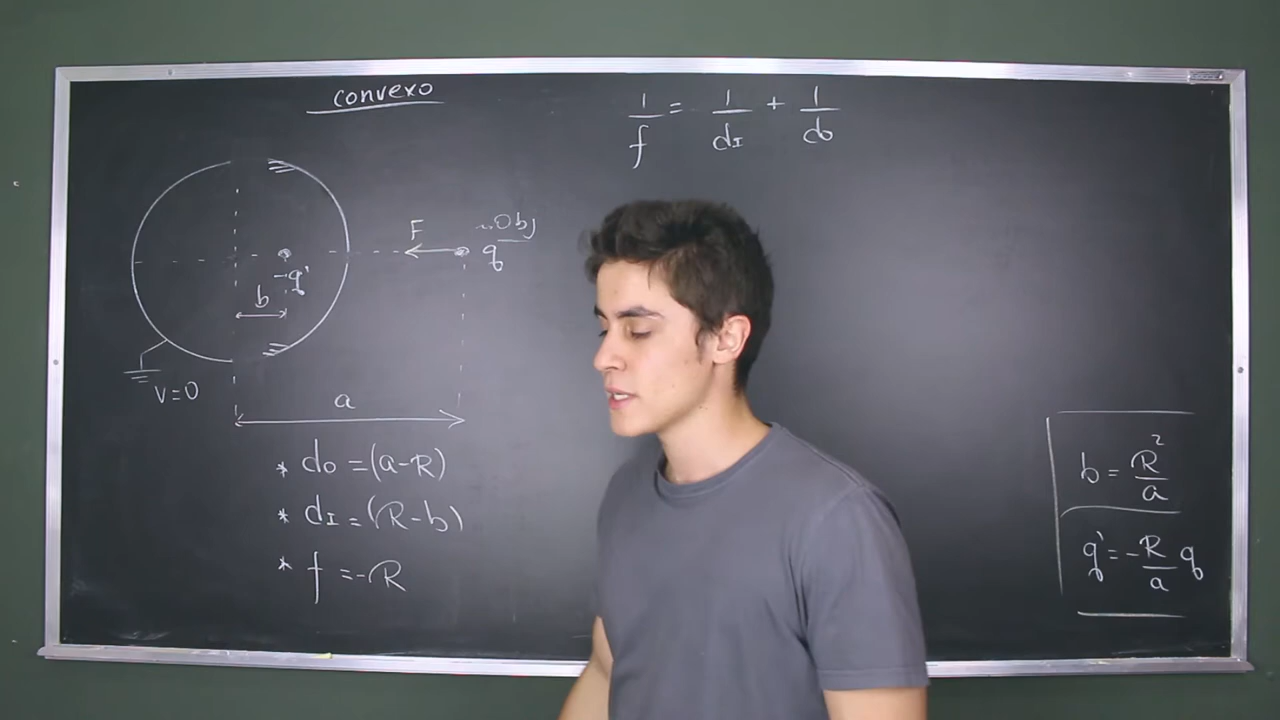 convexo
1/f = 1/dI + 1/do
F
Obj
q
-q'
b
V=0
a
* do = (a-R)
* dI = (R-b)
* f = -R
b = R²/a
q' = -R/a q